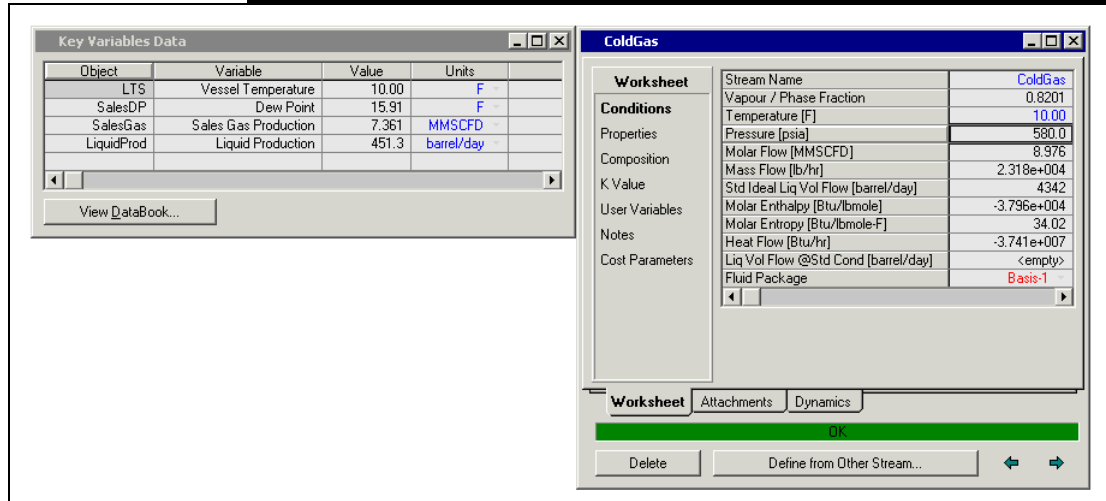 Key Variables Data
Object Variable Value Units
LTS Vessel Temperature 10.00 F
SalesDP Dew Point 15.91 F
SalesGas Sales Gas Production 7.361 MMSCFD
LiquidProd Liquid Production 451.3 barrel/day
View DataBook...
ColdGas
Worksheet
Conditions
Properties
Composition
K Value
User Variables
Notes
Cost Parameters
Stream Name ColdGas
Vapour / Phase Fraction 0.8201
Temperature [F] 10.00
Pressure [psia] 580.0
Molar Flow [MMSCFD] 8.976
Mass Flow [lb/hr] 2.318e+004
Std Ideal Liq Vol Flow [barrel/day] 4342
Molar Enthalpy [Btu/lbmole] -3.796e+004
Molar Entropy [Btu/lbmole-F] 34.02
Heat Flow [Btu/hr] -3.741e+007
Liq Vol Flow @Std Cond [barrel/day] <empty>
Fluid Package Basis-1
Worksheet Attachments Dynamics
OK
Delete Define from Other Stream...